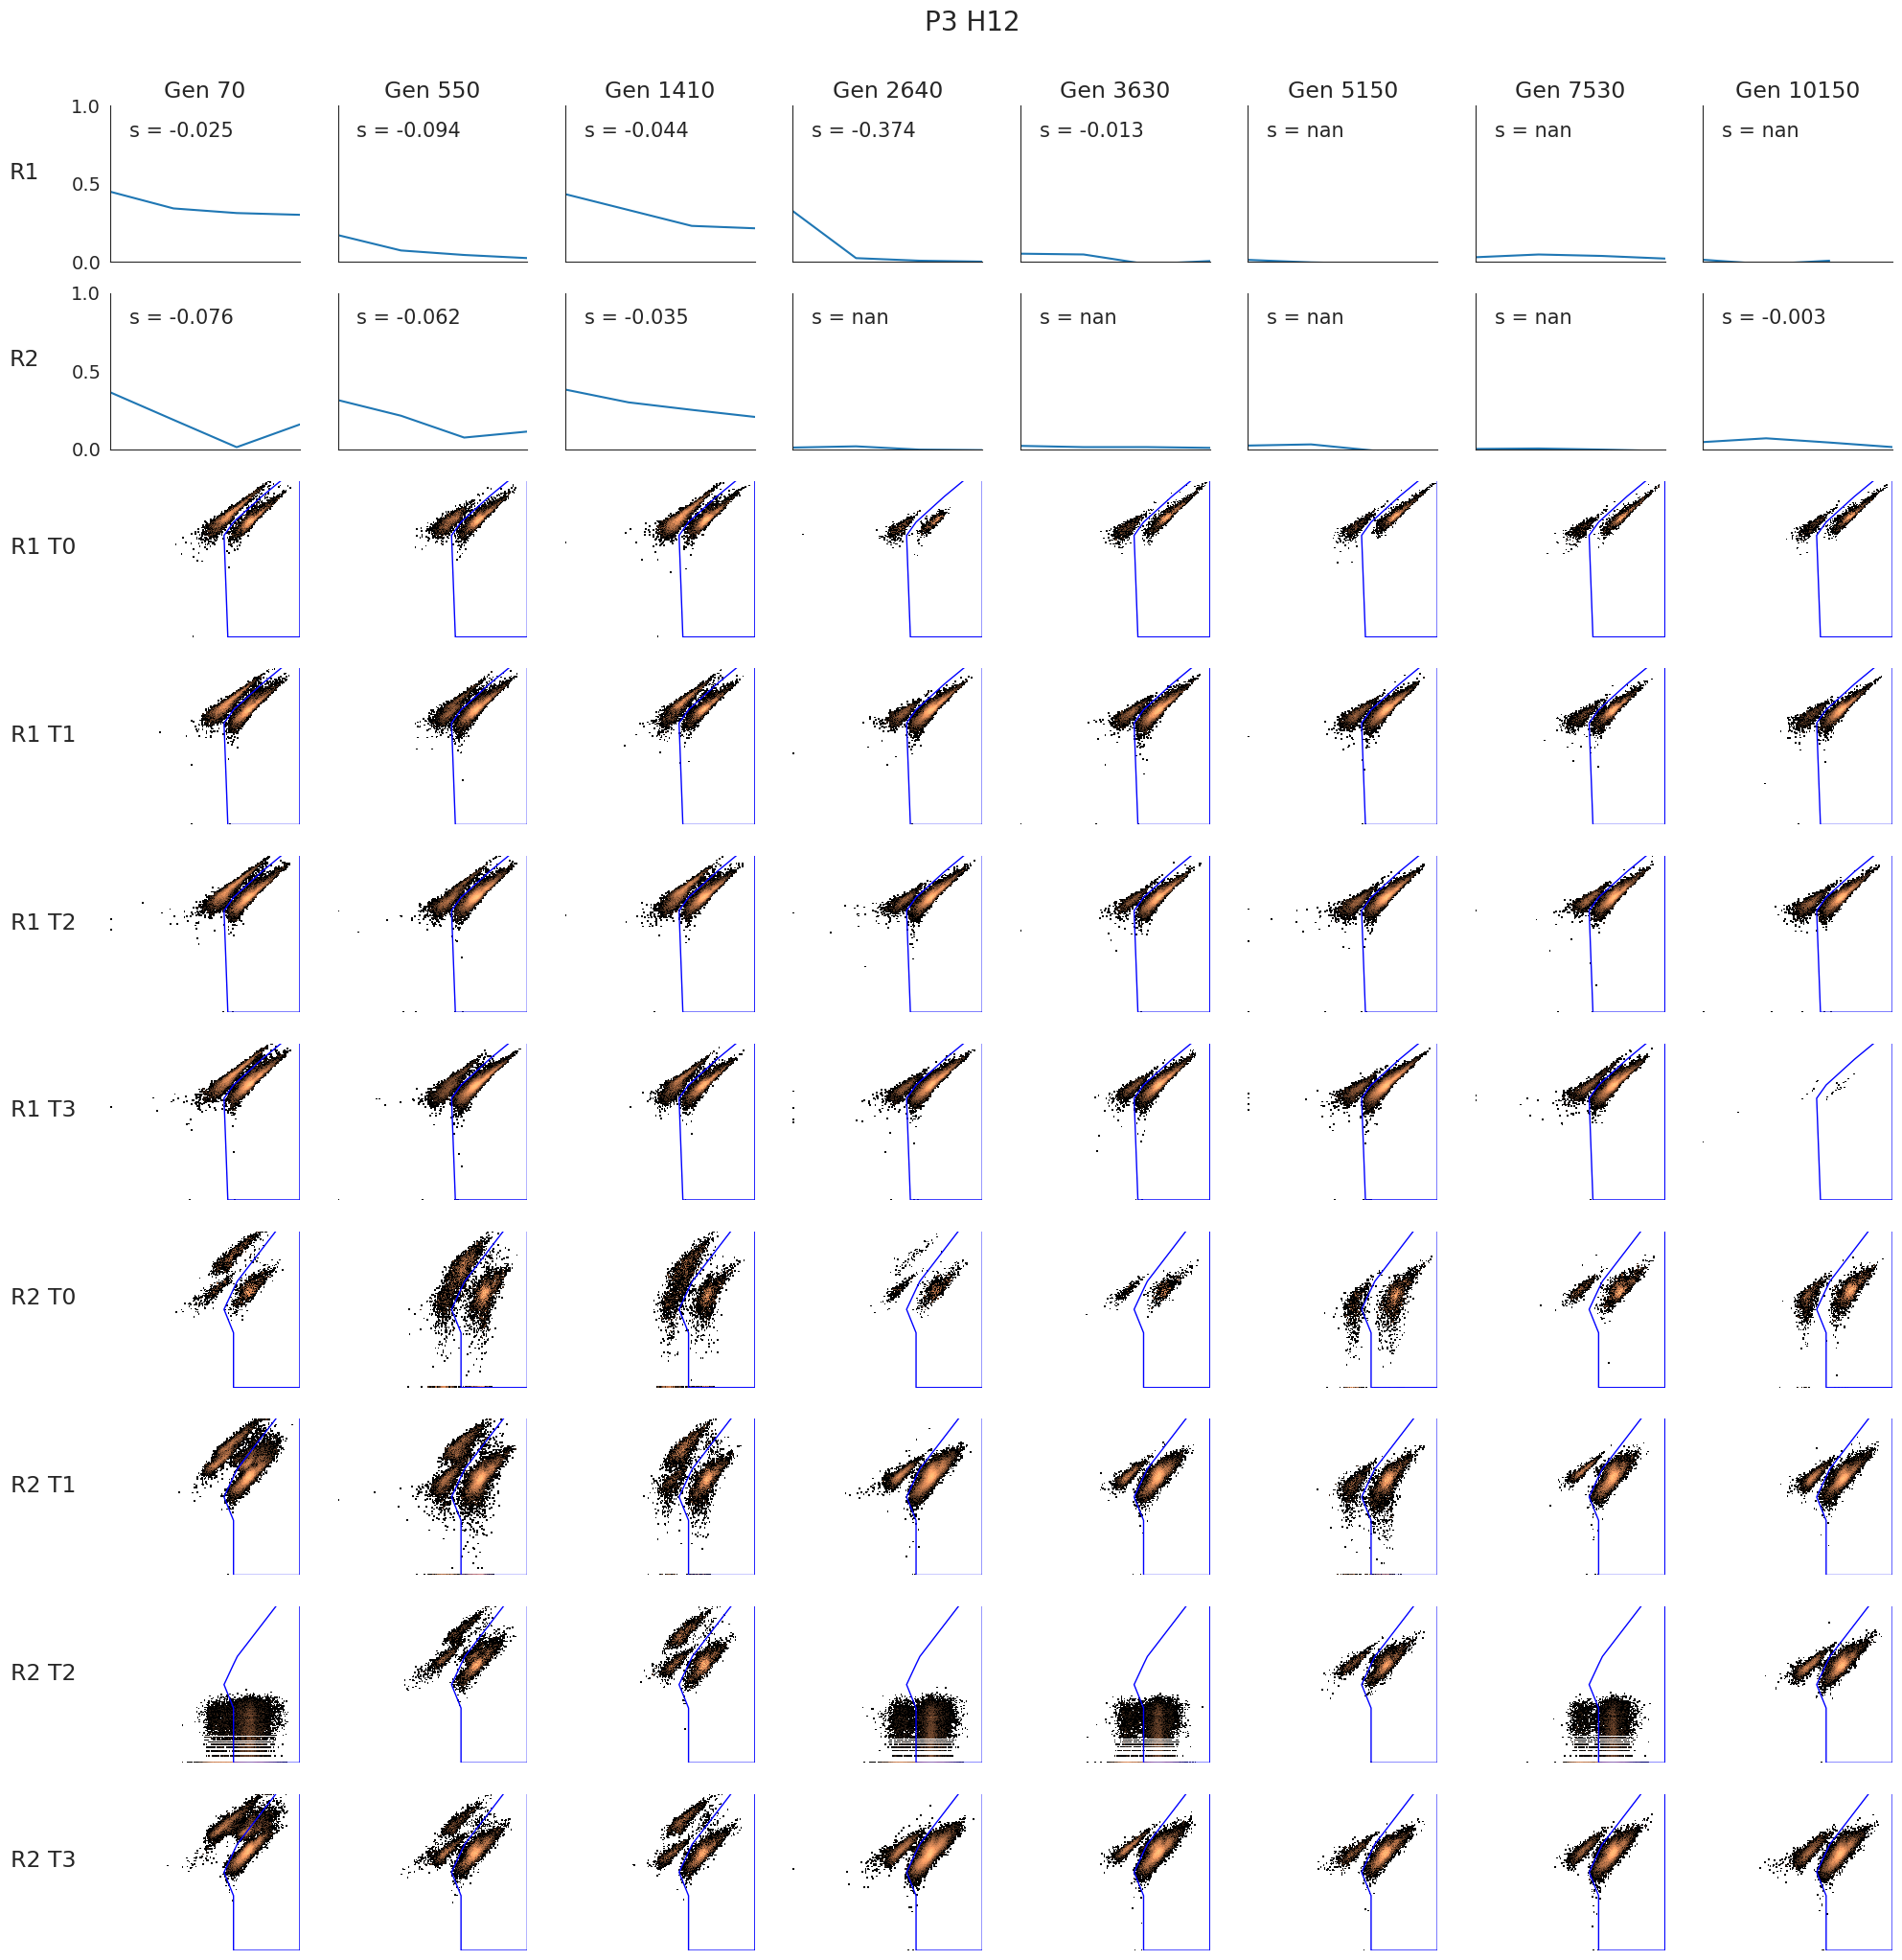 P3 H12
Gen 70 Gen 550 Gen 1410 Gen 2640 Gen 3630 Gen 5150 Gen 7530 Gen 10150
1.0
s = -0.025 s = -0.094 s = -0.044 s = -0.374 s = -0.013 s = nan s = nan s = nan
R1
0.5
0.0
1.0
s = -0.076 s = -0.062 s = -0.035 s = nan s = nan s = nan s = nan s = -0.003
R2
0.5
0.0
R1 T0
R1 T1
R1 T2
R1 T3
R2 T0
R2 T1
R2 T2
R2 T3